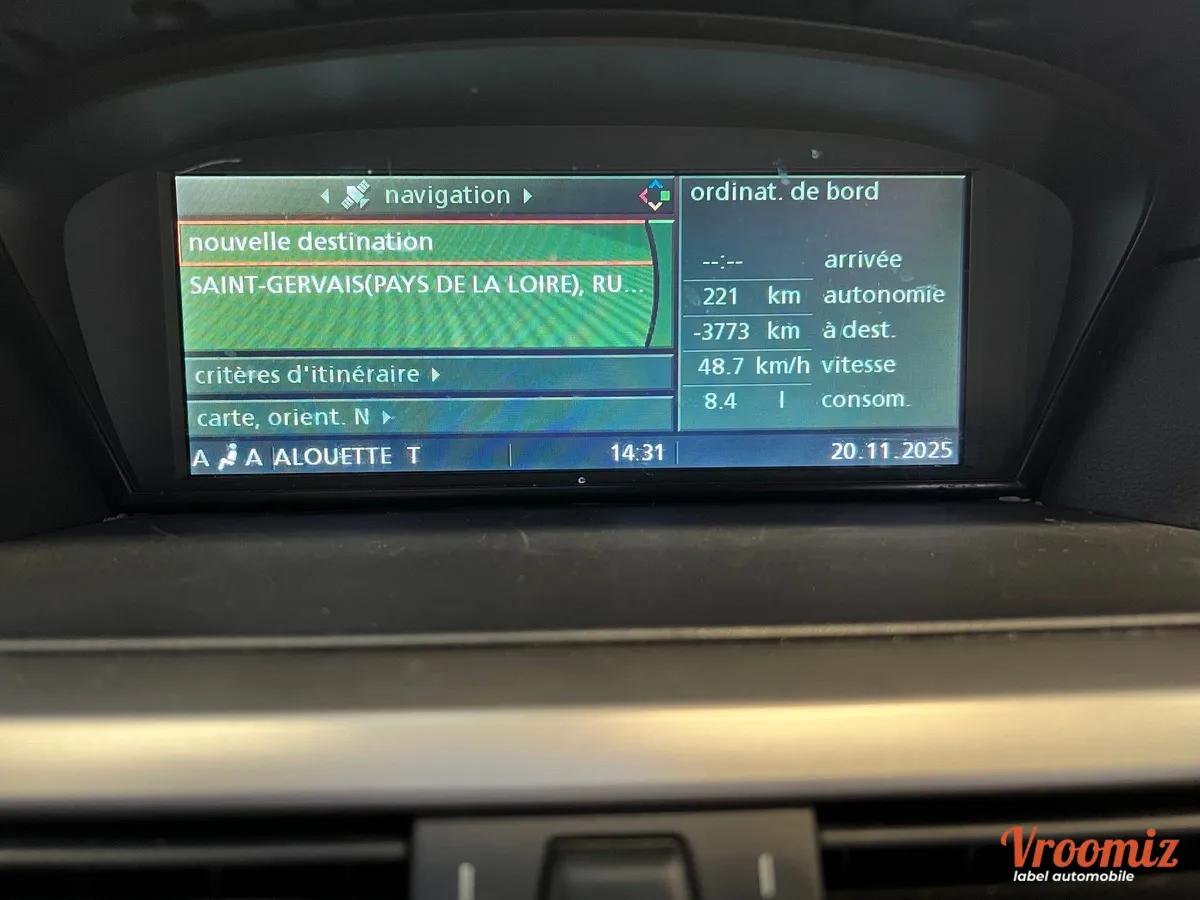 navigation
nouvelle destination
SAINT-GERVAIS(PAYS DE LA LOIRE), RU...
critères d'itinéraire
carte, orient. N
A A ALOUETTE T
14:31
ordinat. de bord
--:-- arrivée
221 km autonomie
-3773 km à dest.
48.7 km/h vitesse
8.4 l consom.
20.11.2025
Vroomiz
label automobile